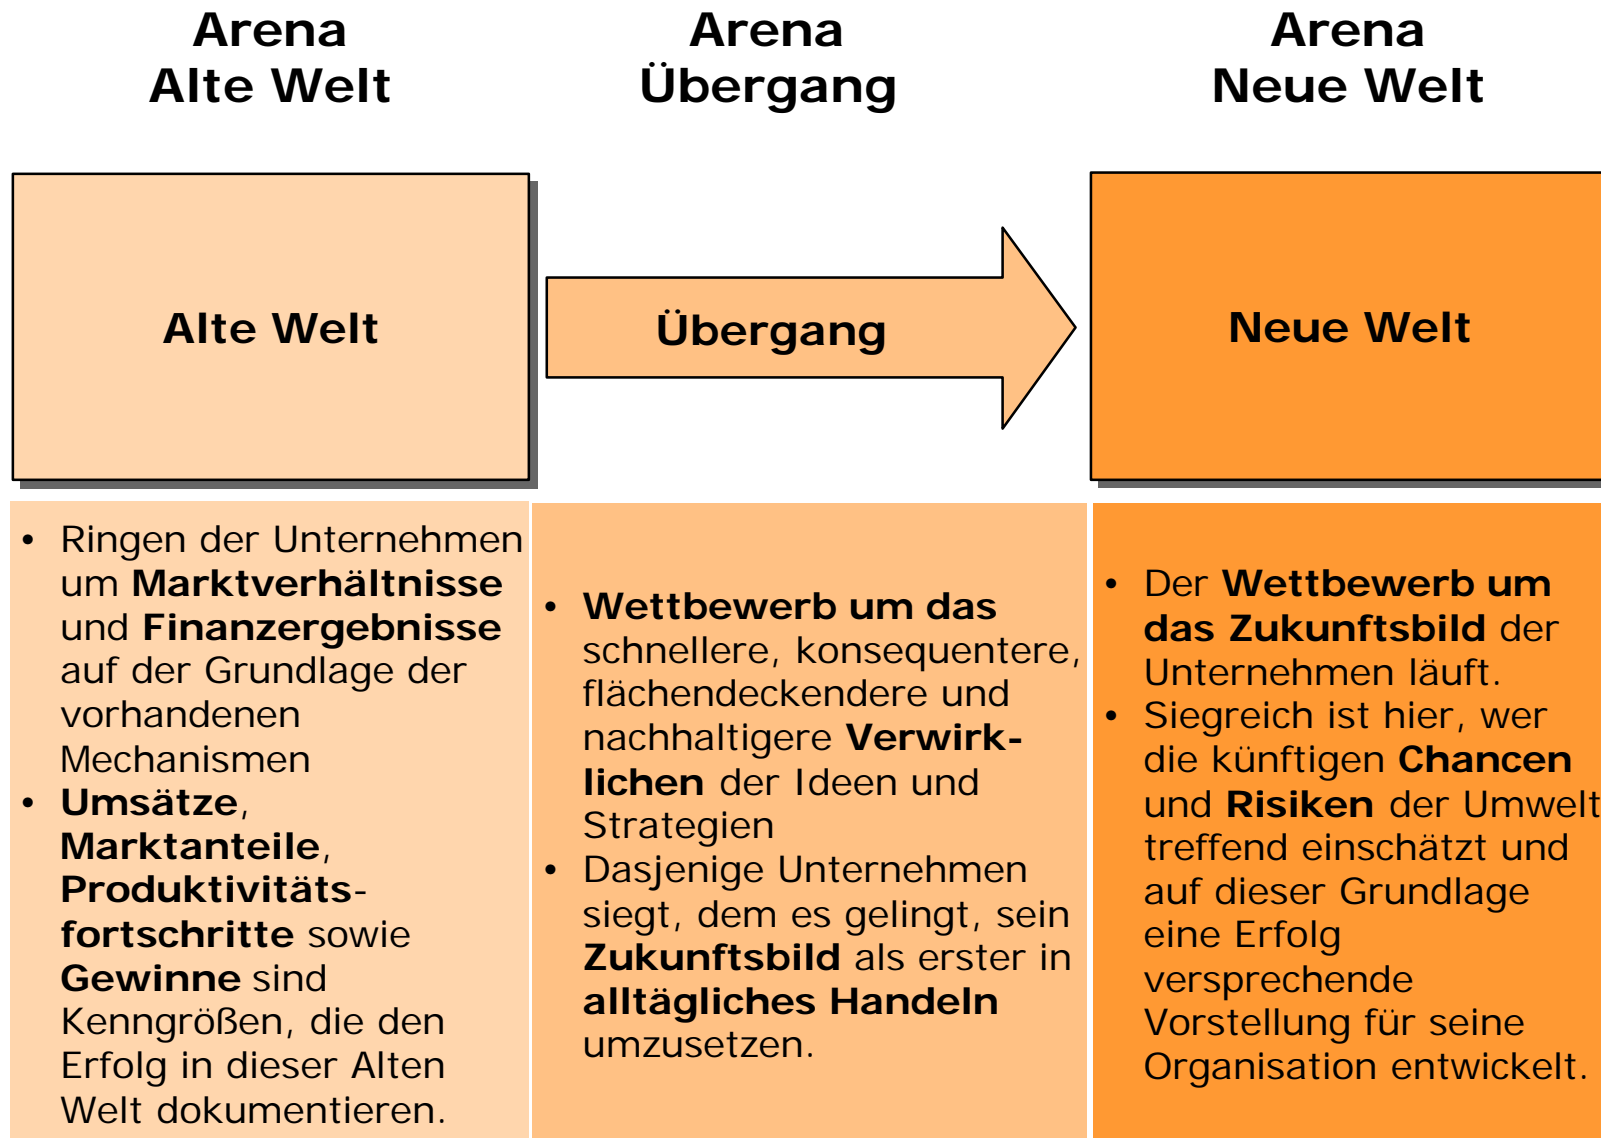 Arena
Alte Welt
Arena
Übergang
Arena
Neue Welt
Alte Welt
Übergang
Neue Welt
• Ringen der Unternehmen
um Marktverhältnisse
und Finanzergebnisse
auf der Grundlage der
vorhandenen
Mechanismen
• Umsätze,
Marktanteile,
Produktivitäts-
fortschritte sowie
Gewinne sind
Kenngrößen, die den
Erfolg in dieser Alten
Welt dokumentieren.
• Wettbewerb um das
schnellere, konsequentere,
flächendeckendere und
nachhaltigere Verwirk-
lichen der Ideen und
Strategien
• Dasjenige Unternehmen
siegt, dem es gelingt, sein
Zukunftsbild als erster in
alltägliches Handeln
umzusetzen.
• Der Wettbewerb um
das Zukunftsbild der
Unternehmen läuft.
• Siegreich ist hier, wer
die künftigen Chancen
und Risiken der Umwelt
treffend einschätzt und
auf dieser Grundlage
eine Erfolg
versprechende
Vorstellung für seine
Organisation entwickelt.